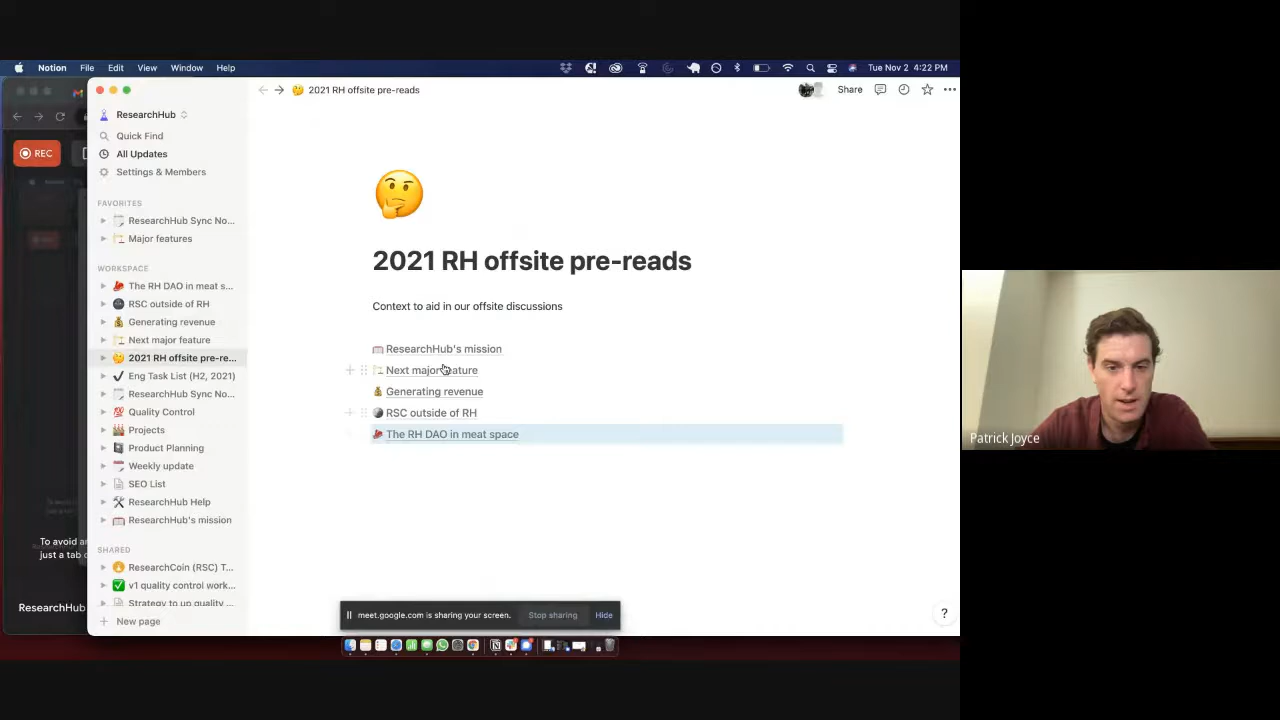 Notion File Edit View Window Help
Tue Nov 2 4:22 PM
2021 RH offsite pre-reads
Share
ResearchHub
Quick Find
All Updates
Settings & Members
REC
FAVORITES
ResearchHub Sync No...
Major features
WORKSPACE
The RH DAO in meat s...
RSC outside of RH
Generating revenue
Next major feature
2021 RH offsite pre-re...
Eng Task List (H2, 2021)
ResearchHub Sync No...
Quality Control
Projects
Product Planning
Weekly update
SEO List
ResearchHub Help
ResearchHub's mission
SHARED
ResearchCoin (RSC) T...
v1 quality control work...
Strategy to up quality ...
New page
To avoid an
just a tab o
ResearchHub
2021 RH offsite pre-reads
Context to aid in our offsite discussions
ResearchHub's mission
Next major feature
Generating revenue
RSC outside of RH
The RH DAO in meat space
meet.google.com is sharing your screen. Stop sharing Hide
?
Patrick Joyce